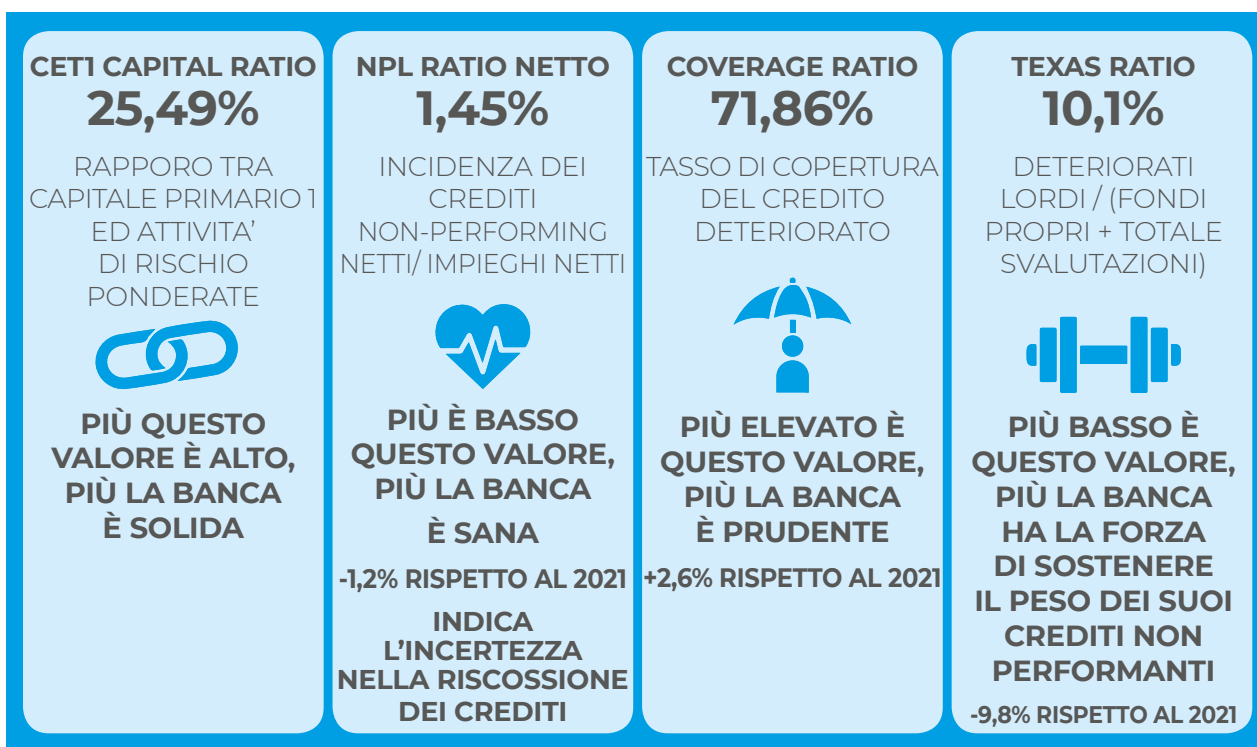 CET1 CAPITAL RATIO
25,49%
RAPPORO TRA
CAPITALE PRIMARIO 1
ED ATTIVITA’
DI RISCHIO
PONDERATE
PIÙ QUESTO
VALORE È ALTO,
PIÙ LA BANCA
È SOLIDA
NPL RATIO NETTO
1,45%
INCIDENZA DEI
CREDITI
NON-PERFORMING
NETTI/ IMPIEGHI NETTI
PIÙ È BASSO
QUESTO VALORE,
PIÙ LA BANCA
È SANA
-1,2% RISPETTO AL 2021
INDICA
L’INCERTEZZA
NELLA RISCOSSIONE
DEI CREDITI
COVERAGE RATIO
71,86%
TASSO DI COPERTURA
DEL CREDITO
DETERIORATO
PIÙ ELEVATO È
QUESTO VALORE,
PIÙ LA BANCA
È PRUDENTE
+2,6% RISPETTO AL 2021
TEXAS RATIO
10,1%
DETERIORATI
LORDI / (FONDI
PROPRI + TOTALE
SVALUTAZIONI)
PIÙ BASSO È
QUESTO VALORE,
PIÙ LA BANCA
HA LA FORZA
DI SOSTENERE
IL PESO DEI SUOI
CREDITI NON
PERFORMANTI
-9,8% RISPETTO AL 2021